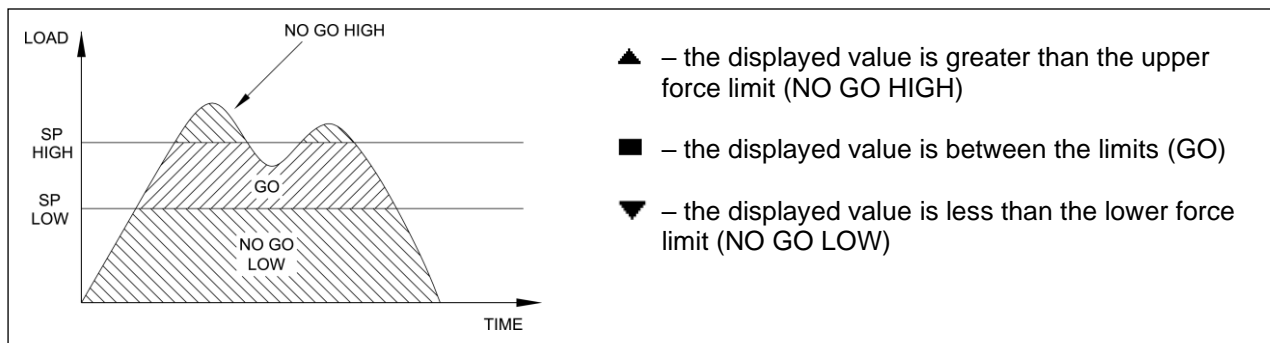 NO GO HIGH
LOAD
SP
HIGH
GO
SP
LOW
NO GO
LOW
TIME
▲ – the displayed value is greater than the upper
force limit (NO GO HIGH)
■ – the displayed value is between the limits (GO)
▼ – the displayed value is less than the lower force
limit (NO GO LOW)